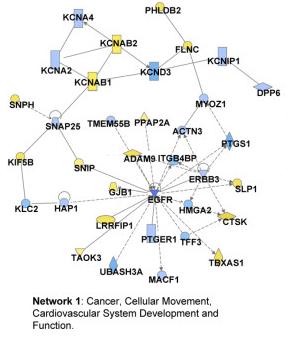 PHLDB2
KCNA4
KCNAB2
FLNC
KCNA2
KCND3
KCNIP1
KCNAB1
DPP6
SNPH
MYOZ1
SNAP25
TMEM55B
PPAP2A
ACTN3
PTGS1
KIF5B
SNIP
ADAM9
ITGB4BP
ERBB3
SLP1
GJB1
EGFR
KLC2
HAP1
HMGA2
CTSK
LRRFIP1
PTGER1
TFF3
TAOK3
TBXAS1
UBASH3A
MACF1
Network 1: Cancer, Cellular Movement,
Cardiovascular System Development and
Function.